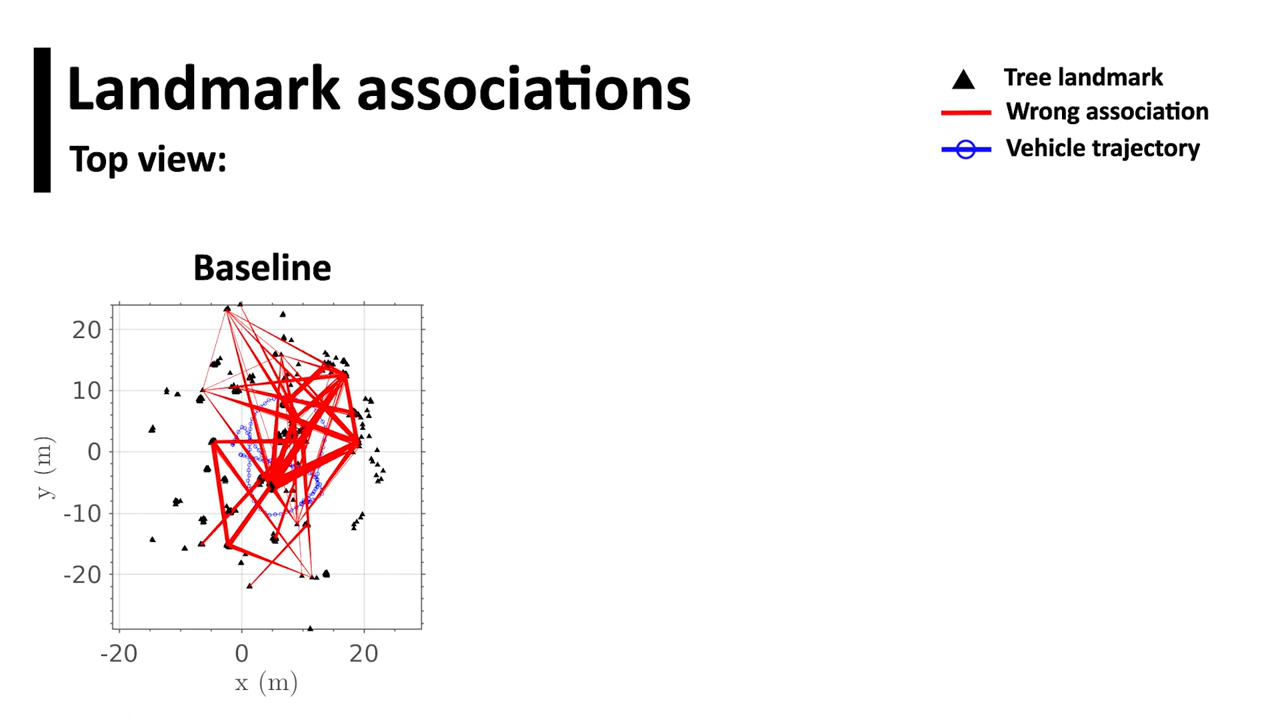 Landmark associations
Top view:
Tree landmark
Wrong association
Vehicle trajectory
Baseline
20
10
0
-10
-20
y (m)
-20 0 20
x (m)